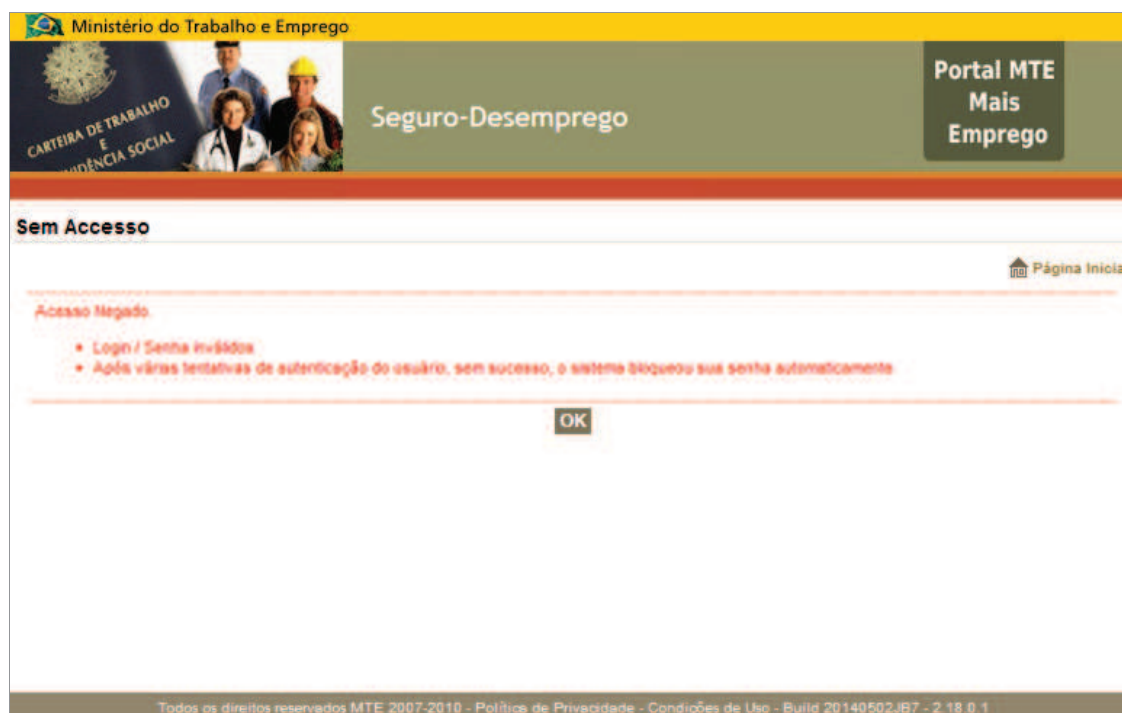 Ministério do Trabalho e Emprego
CARTEIRA DE TRABALHO
E
DÊNCIA SOCIAL
Seguro-Desemprego
Portal MTE
Mais
Emprego
Sem Accesso
Página Inicia
Acesso Negado.
• Login / Senha inválidos
• Após várias tentativas de autenticação do usuário, sem sucesso, o sistema bloqueou sua senha automaticamente
OK
Todos os direitos reservados MTE 2007-2010 - Política de Privacidade - Condições de Uso - Build 20140502JB7 - 2.18.0.1